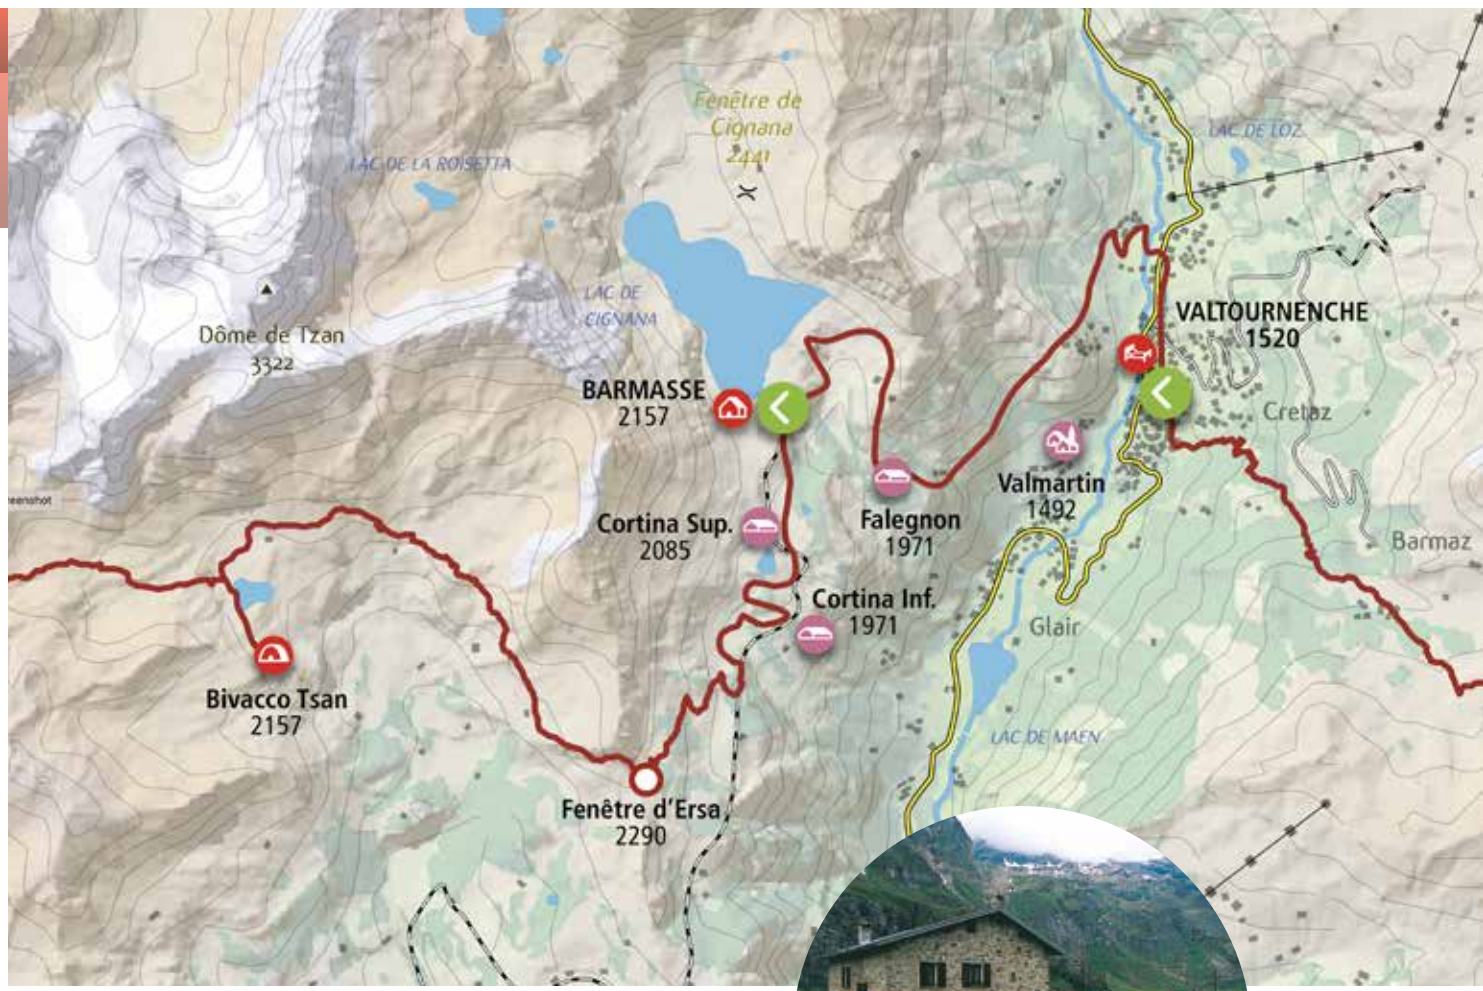 Fenêtre de
Cignana
2441
LAC DE LOZ
LAC DE LA ROISETTA
LAC DE
CIGNANA
VALTOURNENCHE
1520
Dôme de Tzan
3322
BARMASSE
2157
Cretaz
Valmartin
1492
eenshot
Cortina Sup.
2085
Falegnon
1971
Barmaz
Cortina Inf.
1971
Glair
Bivacco Tsan
2157
LAC DE MAEN
Fenêtre d'Ersa
2290